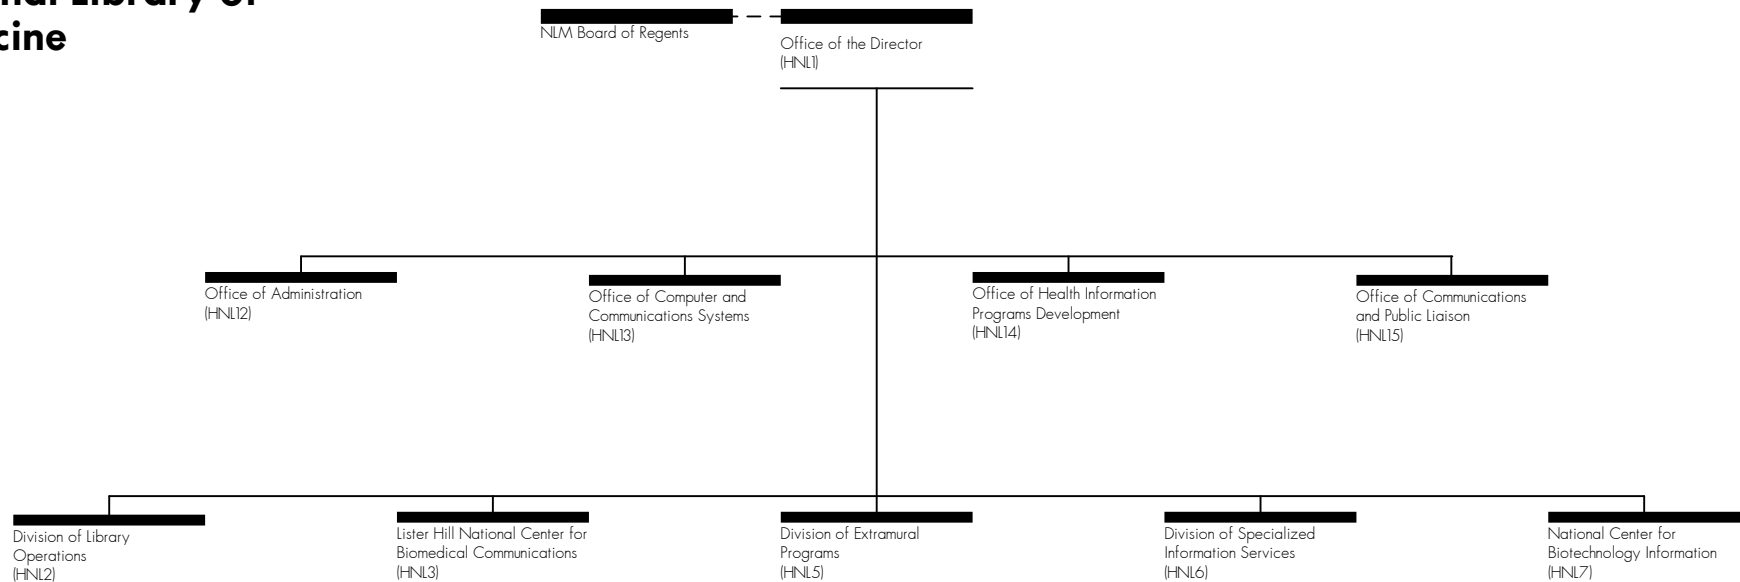 Library of
NLM Board of Regents
Office of the Director
(HNL1)
Office of Administration
(HNL12)
Office of Computer and
Communications Systems
(HNL13)
Office of Health Information
Programs Development
(HNL14)
Office of Communications
and Public Liaison
(HNL15)
Division of Library
Operations
(HNL2)
Lister Hill National Center for
Biomedical Communications
(HNL3)
Division of Extramural
Programs
(HNL5)
Division of Specialized
Information Services
(HNL6)
National Center for
Biotechnology Information
(HNL7)